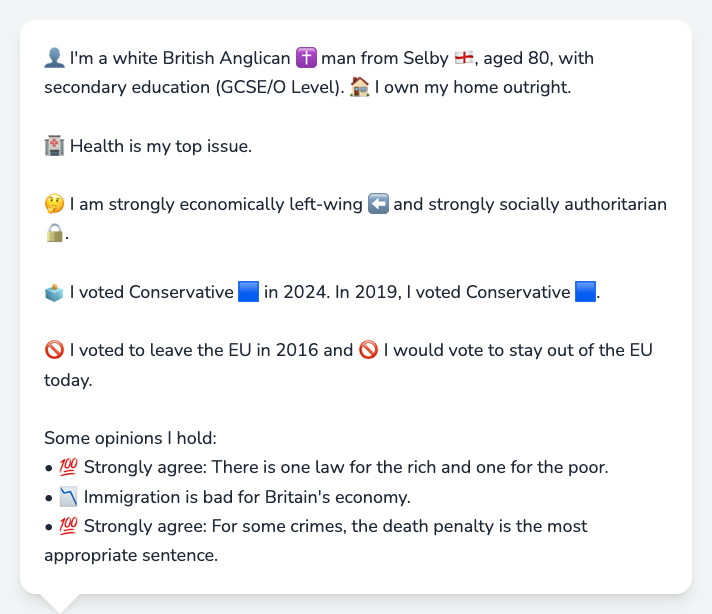 👤 I'm a white British Anglican ✝️ man from Selby 🏴󠁧󠁢󠁥󠁮󠁧󠁿, aged 80, with
secondary education (GCSE/O Level). 🏠 I own my home outright.
🏥 Health is my top issue.
🤔 I am strongly economically left-wing ⬅️ and strongly socially authoritarian
🔒.
🗳️ I voted Conservative 🟦 in 2024. In 2019, I voted Conservative 🟦.
🚫 I voted to leave the EU in 2016 and 🚫 I would vote to stay out of the EU
today.
Some opinions I hold:
• 💯 Strongly agree: There is one law for the rich and one for the poor.
• 📉 Immigration is bad for Britain's economy.
• 💯 Strongly agree: For some crimes, the death penalty is the most
appropriate sentence.